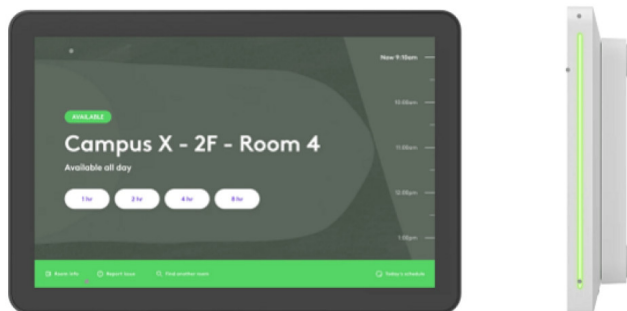 Now 9:10am
10:00am
AVAILABLE
Campus X - 2F - Room 4
11:00am
Available all day
1 hr 2 hr 4 hr 8 hr
12:00pm
1:00pm
Room info Report issue Find another room Today's schedule